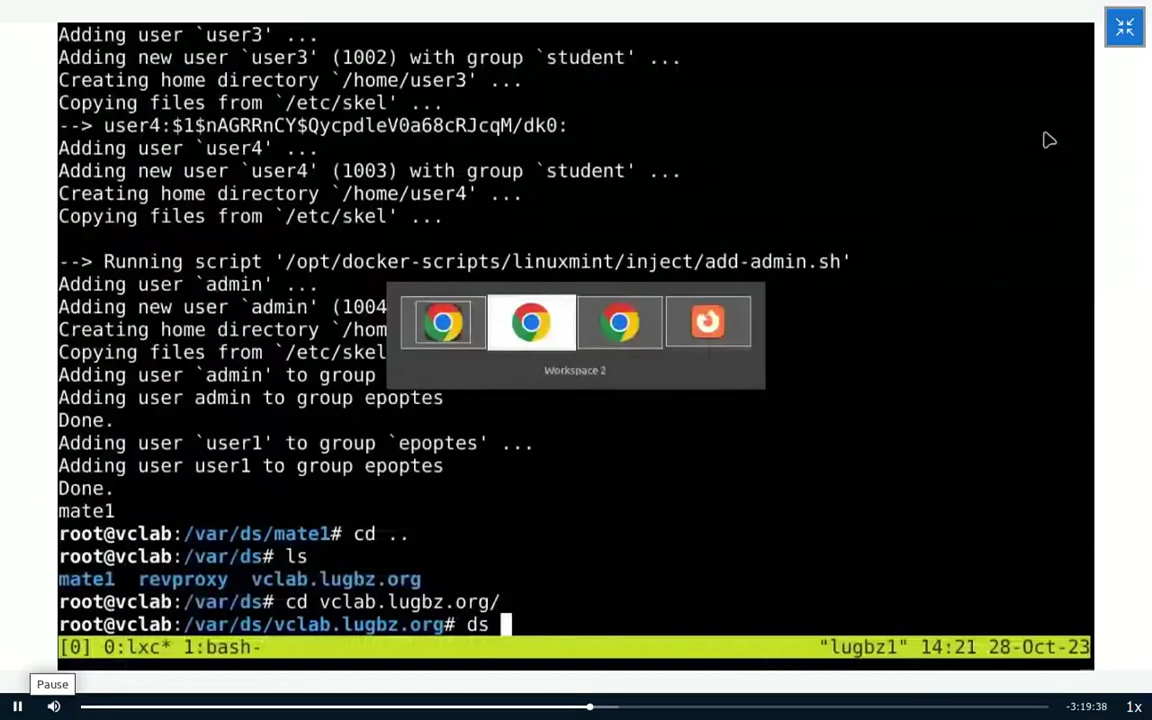 Adding user `user3' ...
Adding new user `user3' (1002) with group `student' ...
Creating home directory `/home/user3' ...
Copying files from `/etc/skel' ...
--> user4:$1$nAGRRnCY$QycpdleV0a68cRJcqM/dk0:
Adding user `user4' ...
Adding new user `user4' (1003) with group `student' ...
Creating home directory `/home/user4' ...
Copying files from `/etc/skel' ...
--> Running script '/opt/docker-scripts/linuxmint/inject/add-admin.sh'
Adding user `admin' ...
Adding new user `admin' (1004
Creating home directory `/hom
Copying files from `/etc/skel
Adding user `admin' to group
Workspace 2
Adding user admin to group epoptes
Done.
Adding user `user1' to group `epoptes' ...
Adding user user1 to group epoptes
Done.
mate1
root@vclab:/var/ds/mate1# cd ..
root@vclab:/var/ds# ls
mate1 revproxy vclab.lugbz.org
root@vclab:/var/ds# cd vclab.lugbz.org/
root@vclab:/var/ds/vclab.lugbz.org# ds
[0] 0:lxc* 1:bash- "lugbz1" 14:21 28-Oct-23
Pause
-3:19:38 1x